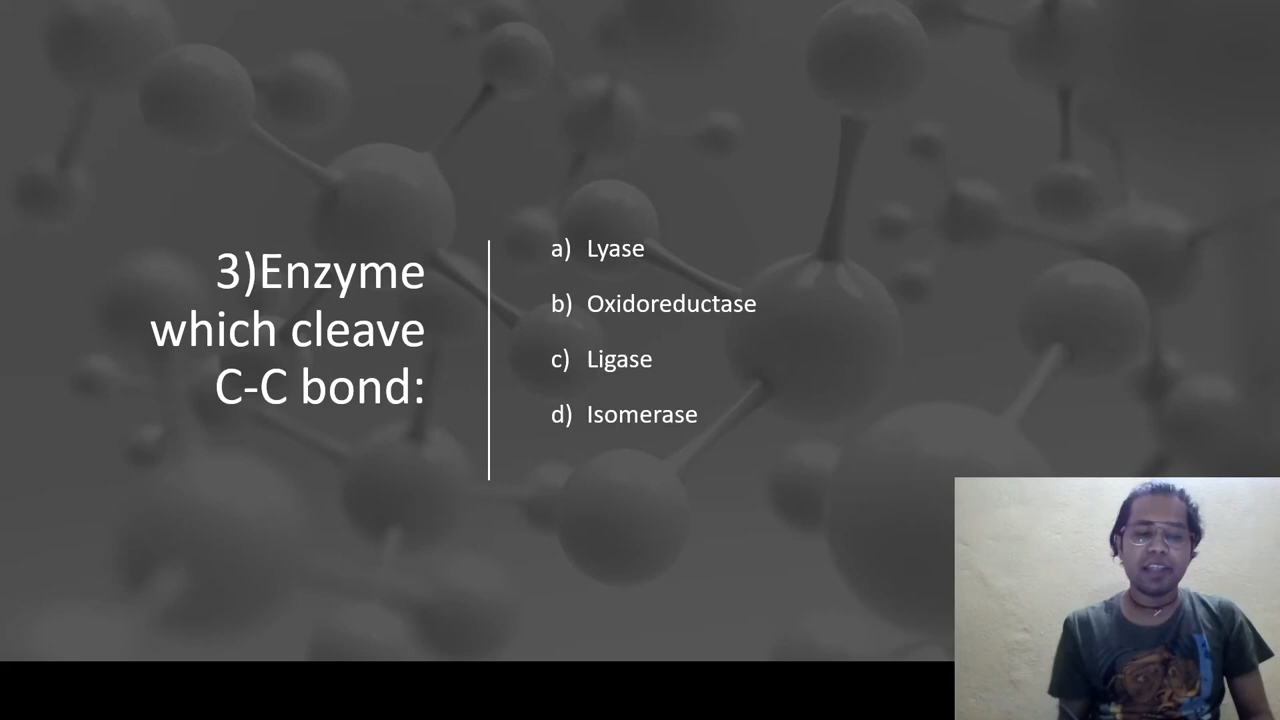 3)Enzyme
which cleave
C-C bond:
a) Lyase
b) Oxidoreductase
c) Ligase
d) Isomerase